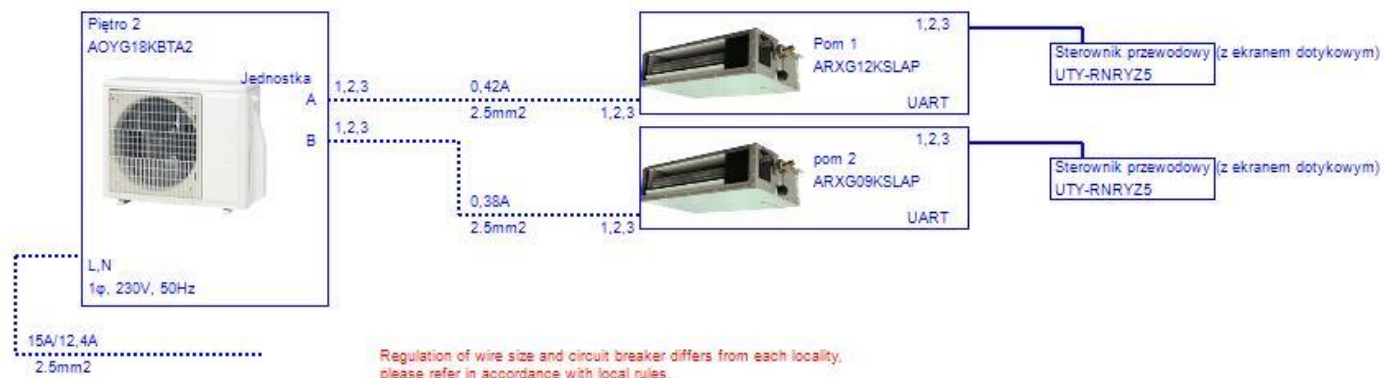 Piętro 2
AOYG18KBTA2
Jednostka
A
B
1,2,3
1,2,3
0,42A
2.5mm2
1,2,3
0,38A
2.5mm2
1,2,3
1,2,3
Pom 1
ARXG12KSLAP
UART
1,2,3
pom 2
ARXG09KSLAP
UART
Sterownik przewodowy (z ekranem dotykowym)
UTY-RNRYZ5
Sterownik przewodowy (z ekranem dotykowym)
UTY-RNRYZ5
L,N
1φ, 230V, 50Hz
15A/12,4A
2.5mm2
Regulation of wire size and circuit breaker differs from each locality,
please refer in accordance with local rules.